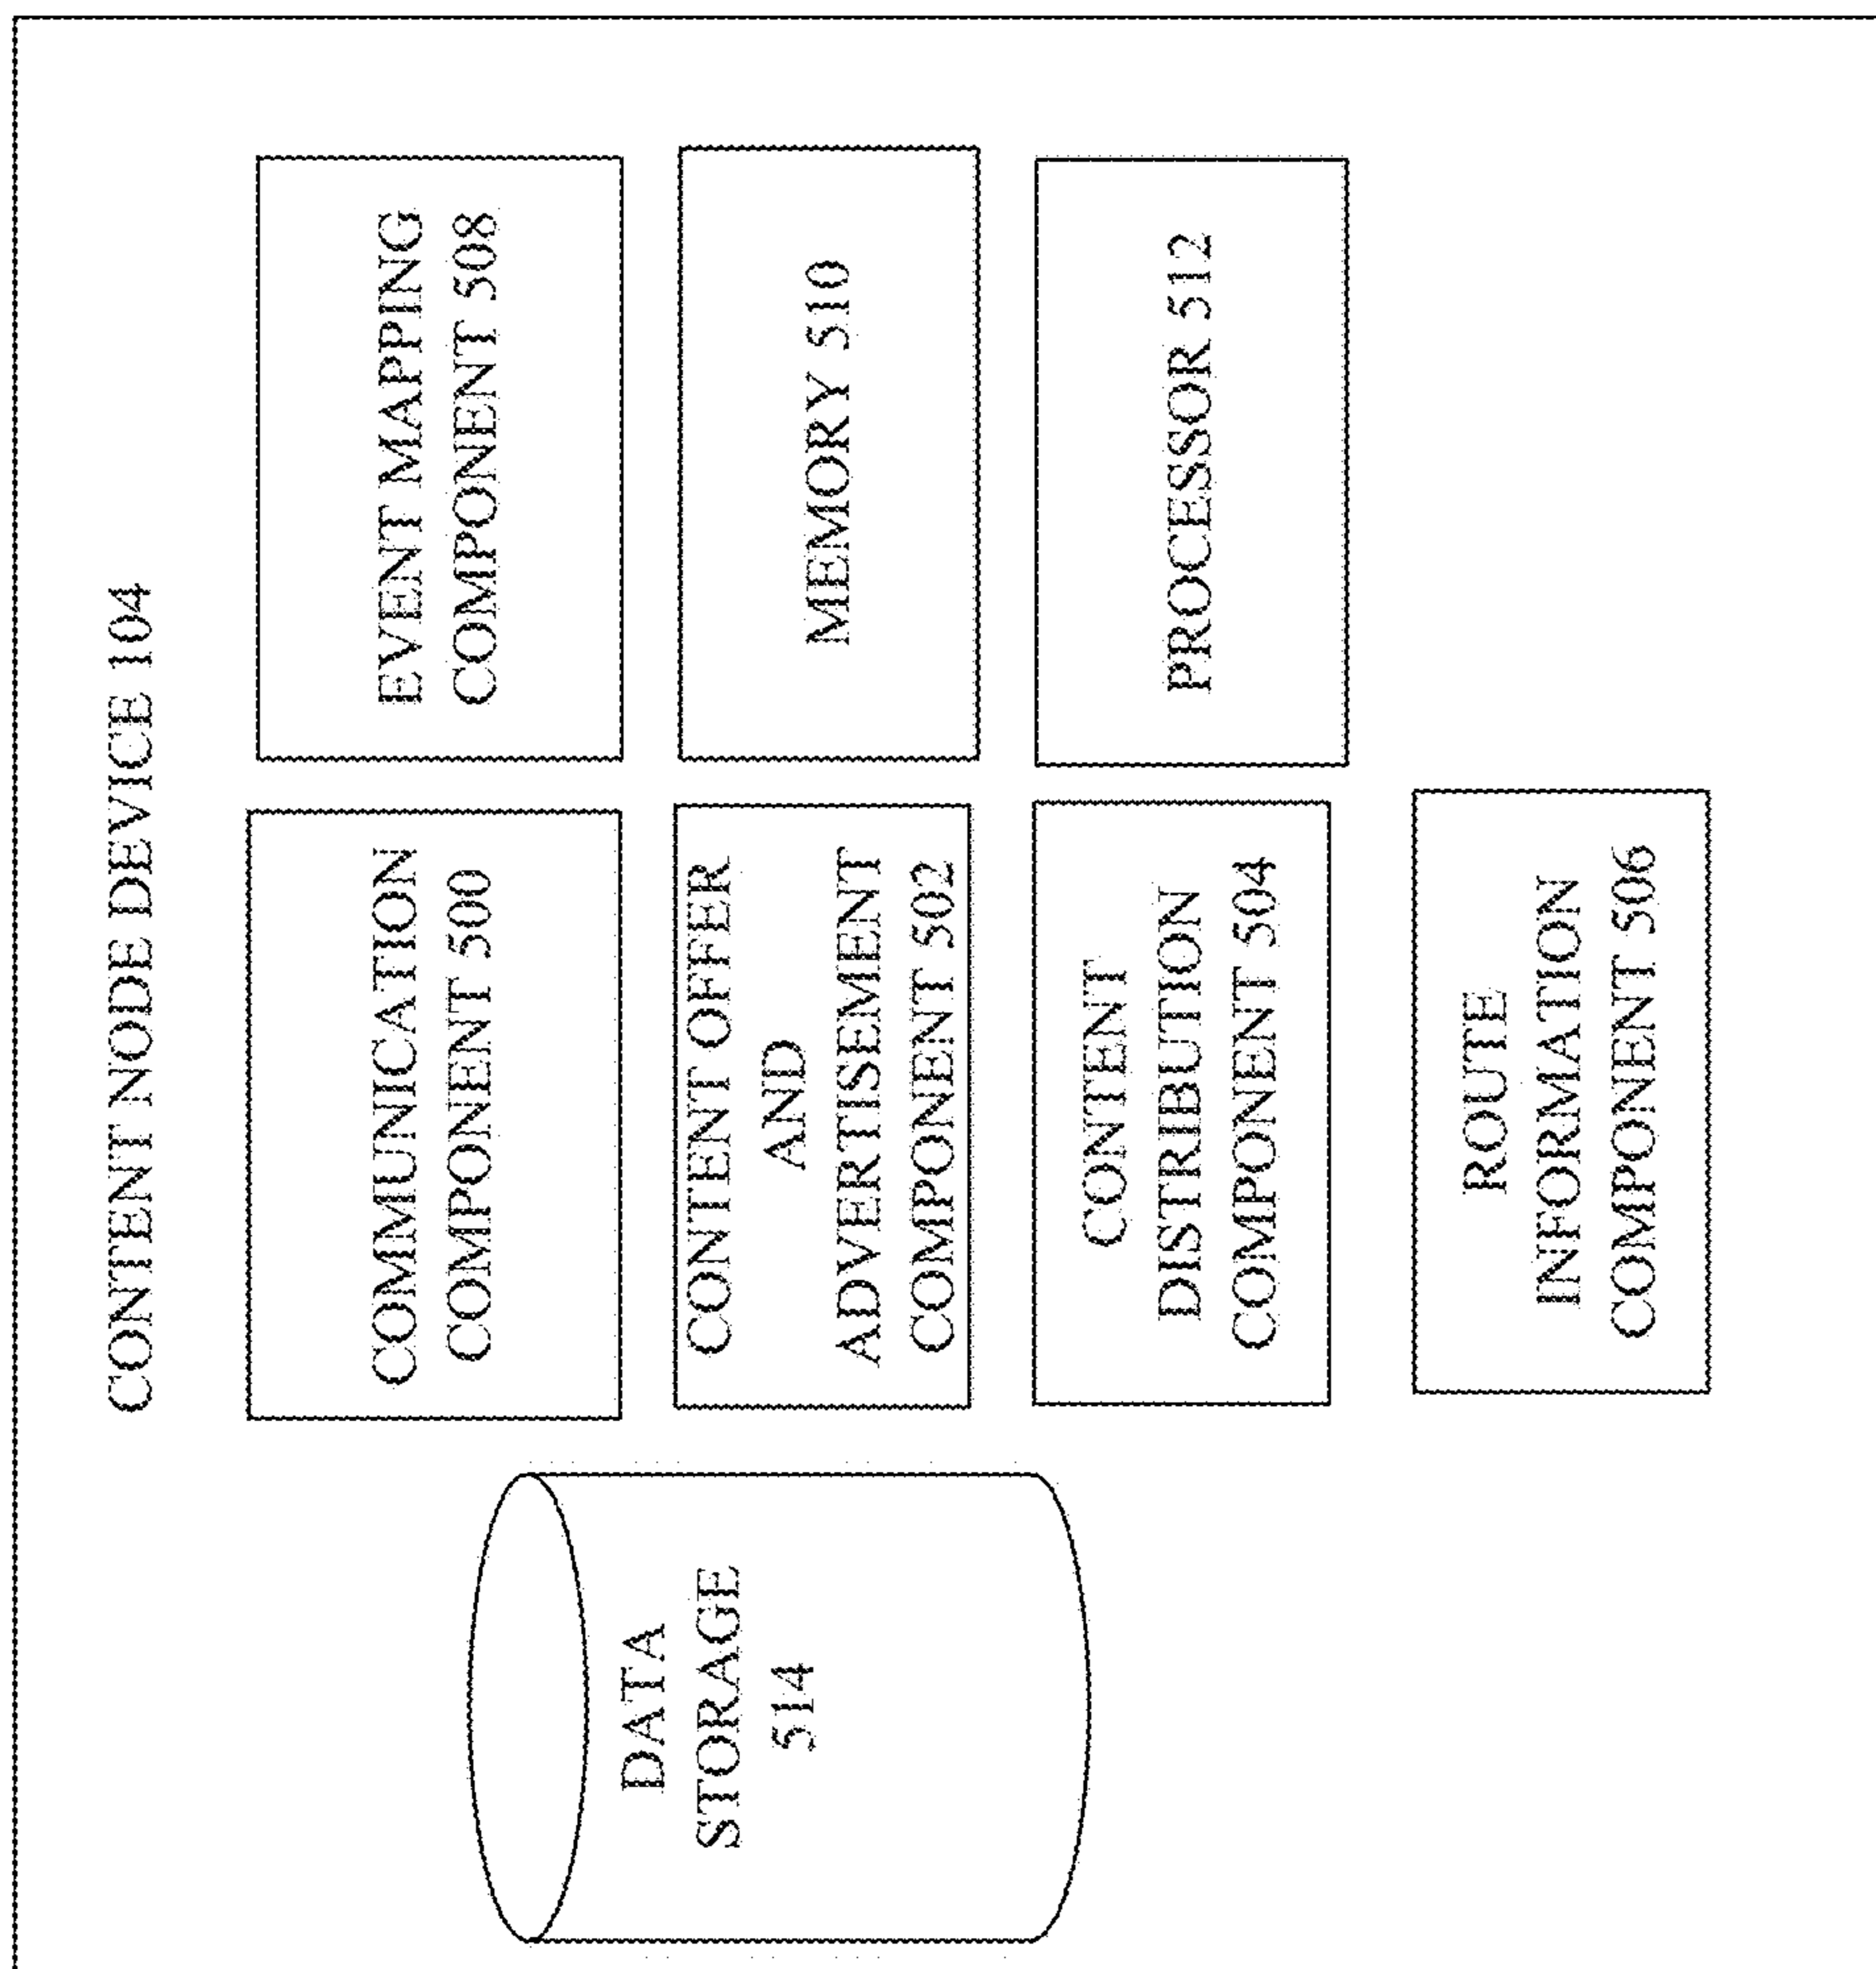 CONTENT NODE DEVICE 104
DATA
STORAGE
514
COMMUNICATION
COMPONENT 500
CONTENT OFFER
AND
ADVERTISEMENT
COMPONENT 502
CONTENT
DISTRIBUTION
COMPONENT 504
ROUTE
INFORMATION
COMPONENT 506
EVENT MAPPING
COMPONENT 508
MEMORY 510
PROCESSOR 512